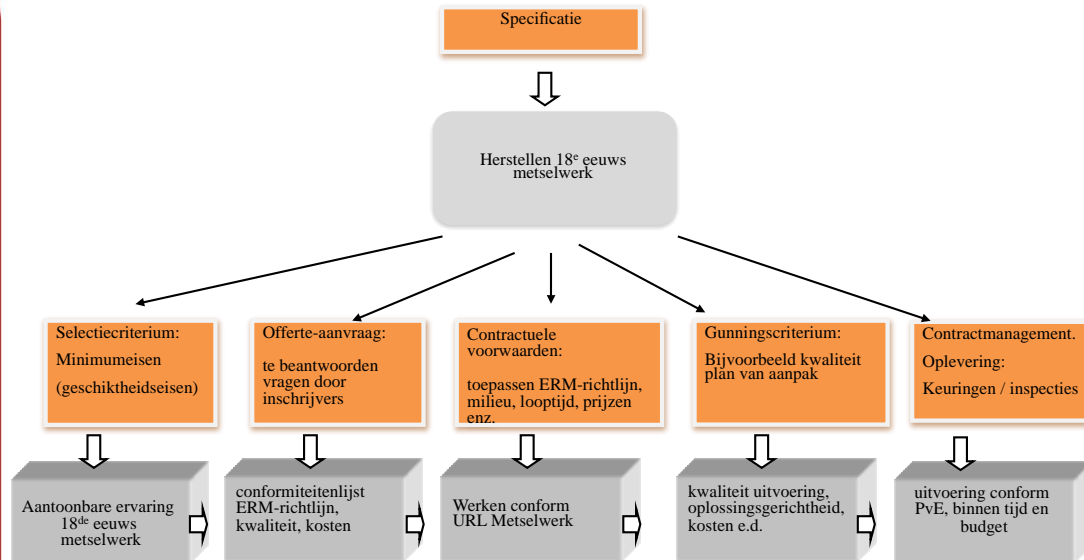 Specificatie
Herstellen 18e eeuws
metselwerk
Selectiecriterium:
Minimumeisen
(geschiktheidseisen)
Offerte-aanvraag:
te beantwoorden
vragen door
inschrijvers
Contractuele
voorwaarden:
toepassen ERM-richtlijn,
milieu, looptijd, prijzen
enz.
Gunningscriterium:
Bijvoorbeeld kwaliteit
plan van aanpak
Contractmanagement.
Oplevering:
Keuringen / inspecties
Aantoonbare ervaring
18de eeuws
metselwerk
conformiteitenlijst
ERM-richtlijn,
kwaliteit, kosten
Werken conform
URL Metselwerk
kwaliteit uitvoering,
oplossingsgerichtheid,
kosten e.d.
uitvoering conform
PvE, binnen tijd en
budget